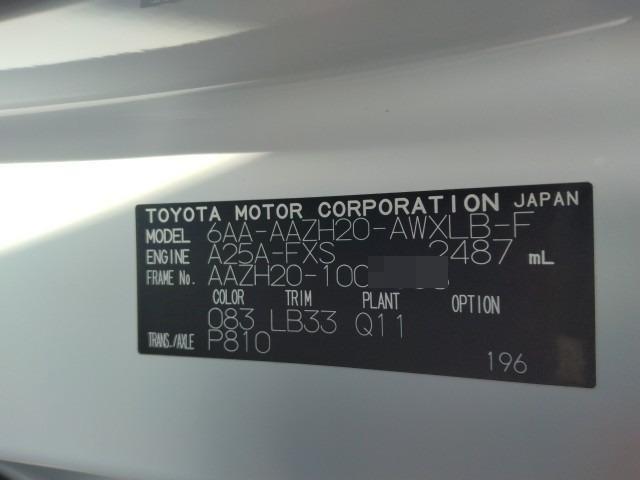 TOYOTA MOTOR CORPORATION JAPAN
MODEL 6AA-AAZH20-AWXLB-F
ENGINE A25A-FXS 2487 mL
FRAME No. AAZH20-100
COLOR TRIM PLANT OPTION
083 LB33 Q11
TRANS./AXLE P810
196